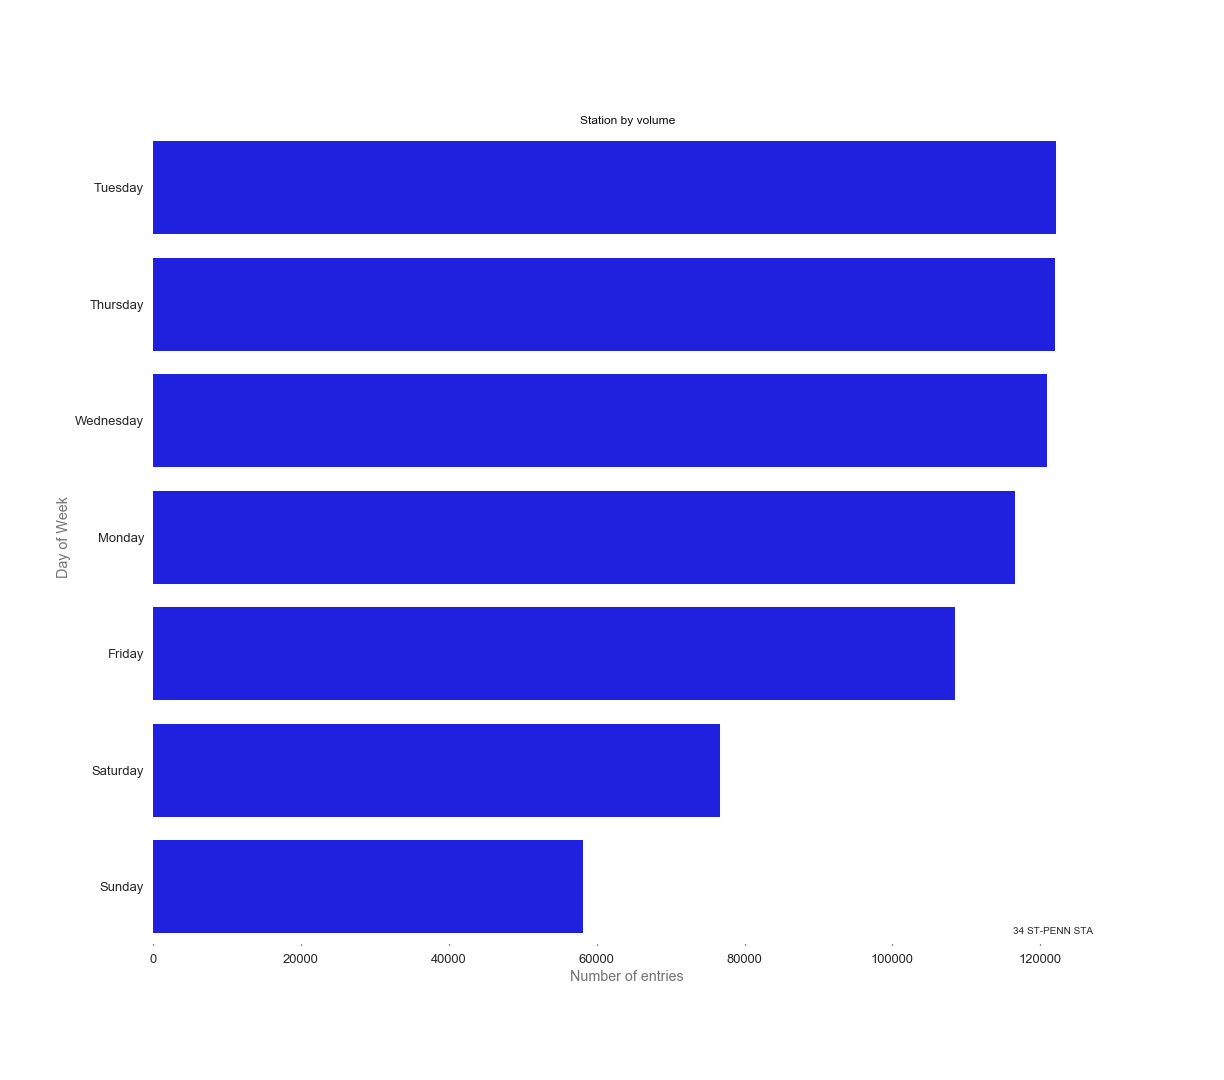 Station by volume
Tuesday
Thursday
Wednesday
Monday
Friday
Saturday
Sunday
Day of Week
34 ST-PENN STA
0 20000 40000 60000 80000 100000 120000
Number of entries